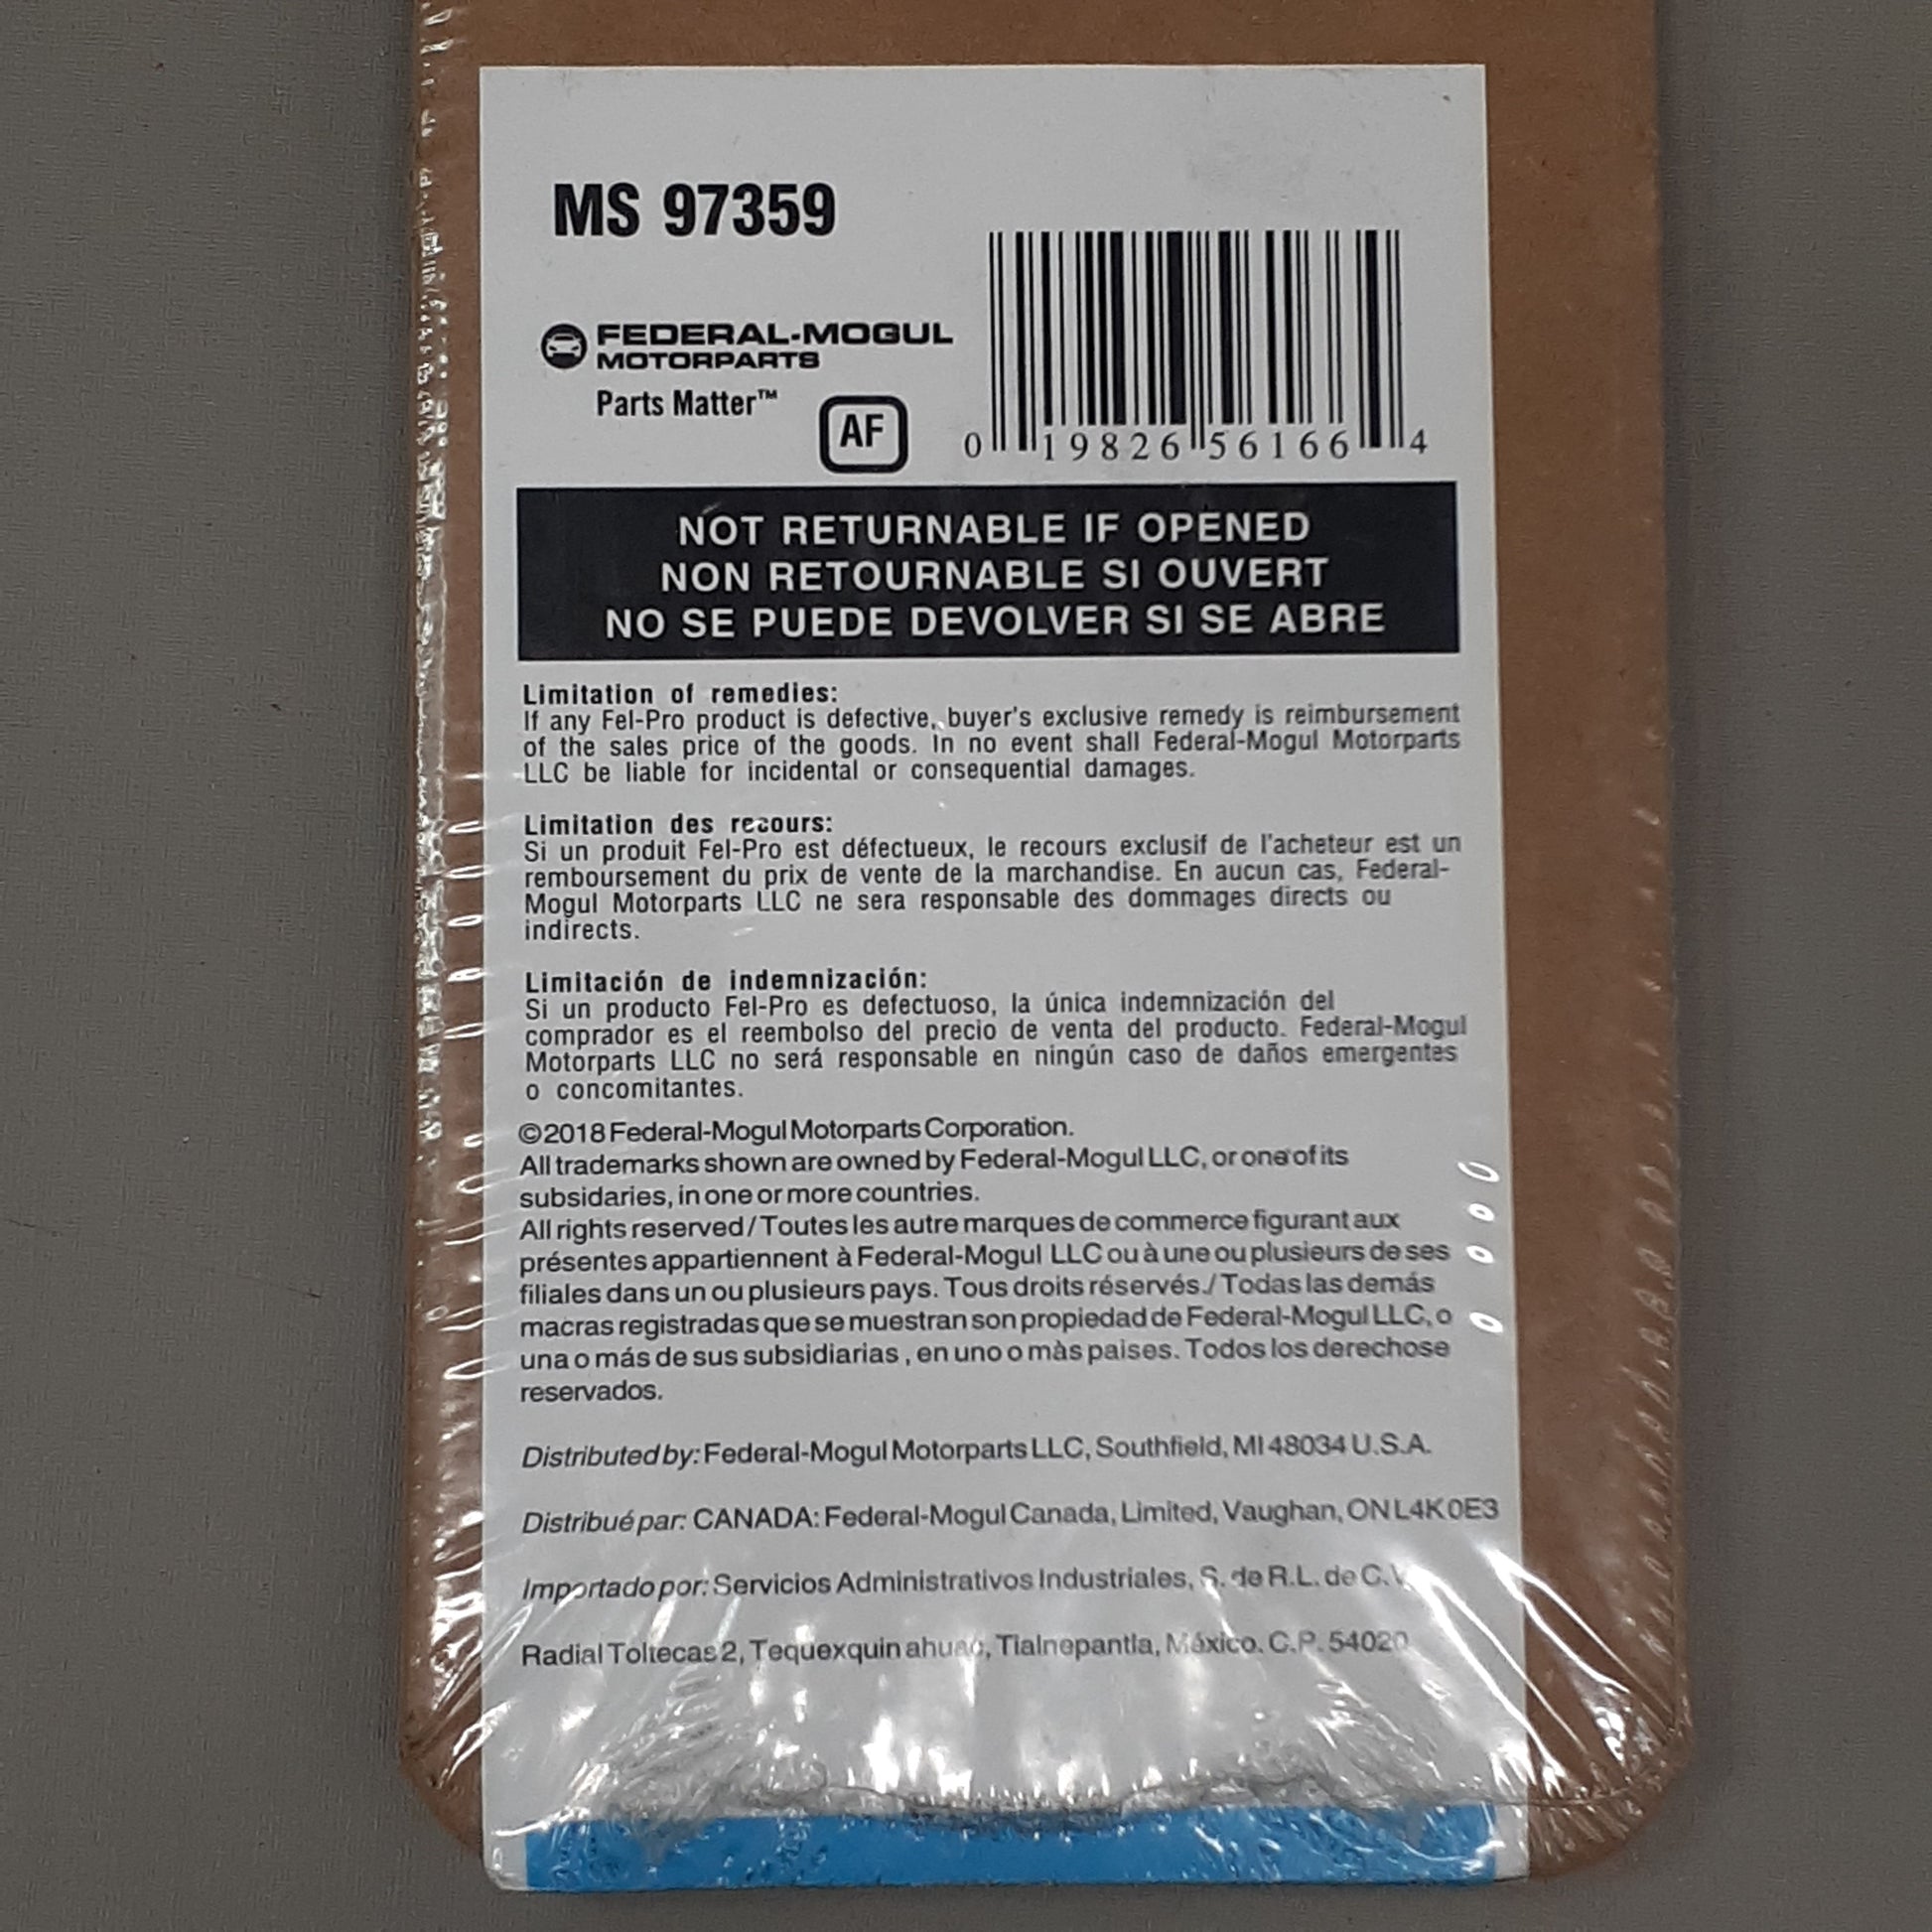 MS 97359
FEDERAL-MOGUL
MOTORPARTS
Parts Matter™
AF
0 19826 56166 4
NOT RETURNABLE IF OPENED
NON RETOURNABLE SI OUVERT
NO SE PUEDE DEVOLVER SI SE ABRE
Limitation of remedies:
If any Fel-Pro product is defective, buyer's exclusive remedy is reimbursement
of the sales price of the goods. In no event shall Federal-Mogul Motorparts
LLC be liable for incidental or consequential damages.
Limitation des recours:
Si un produit Fel-Pro est défectueux, le recours exclusif de l'acheteur est un
remboursement du prix de vente de la marchandise. En aucun cas, Federal-
Mogul Motorparts LLC ne sera responsable des dommages directs ou
indirects.
Limitación de indemnización:
Si un producto Fel-Pro es defectuoso, la única indemnización del
comprador es el reembolso del precio de venta del producto. Federal-Mogul
Motorparts LLC no será responsable en ningún caso de daños emergentes
o concomitantes.
©2018 Federal-Mogul Motorparts Corporation.
All trademarks shown are owned by Federal-Mogul LLC, or one of its
subsidaries, in one or more countries.
All rights reserved / Toutes les autre marques de commerce figurant aux
présentes appartiennent à Federal-Mogul LLC ou à une ou plusieurs de ses
filiales dans un ou plusieurs pays. Tous droits réservés./ Todas las demás
macras registradas que se muestran son propiedad de Federal-Mogul LLC, o
una o más de sus subsidiarias , en uno o màs paises. Todos los derechose
reservados.
Distributed by: Federal-Mogul Motorparts LLC, Southfield, MI 48034 U.S.A.
Distribué par: CANADA: Federal-Mogul Canada, Limited, Vaughan, ON L4K 0E3
Importado por: Servicios Administrativos Industriales, S. de R.L. de C.V.
Radial Toltecas 2, Tequexquin ahuac, Tlalnepantla, México. C.P. 54020